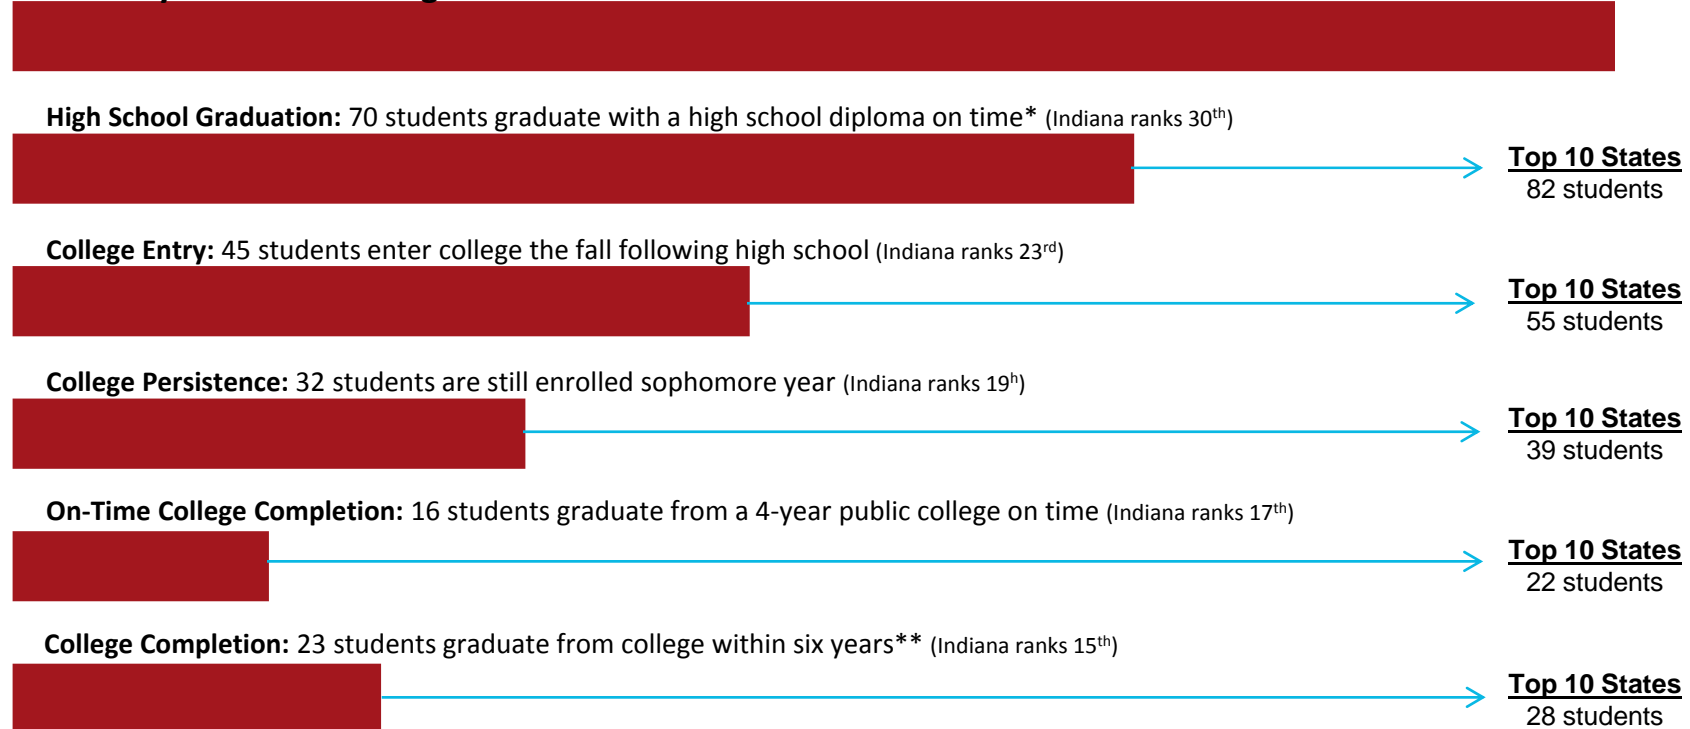 High School Graduation: 70 students graduate with a high school diploma on time* (Indiana ranks 30th)
Top 10 States
82 students
College Entry: 45 students enter college the fall following high school (Indiana ranks 23rd)
Top 10 States
55 students
College Persistence: 32 students are still enrolled sophomore year (Indiana ranks 19h)
Top 10 States
39 students
On-Time College Completion: 16 students graduate from a 4-year public college on time (Indiana ranks 17th)
Top 10 States
22 students
College Completion: 23 students graduate from college within six years** (Indiana ranks 15th)
Top 10 States
28 students